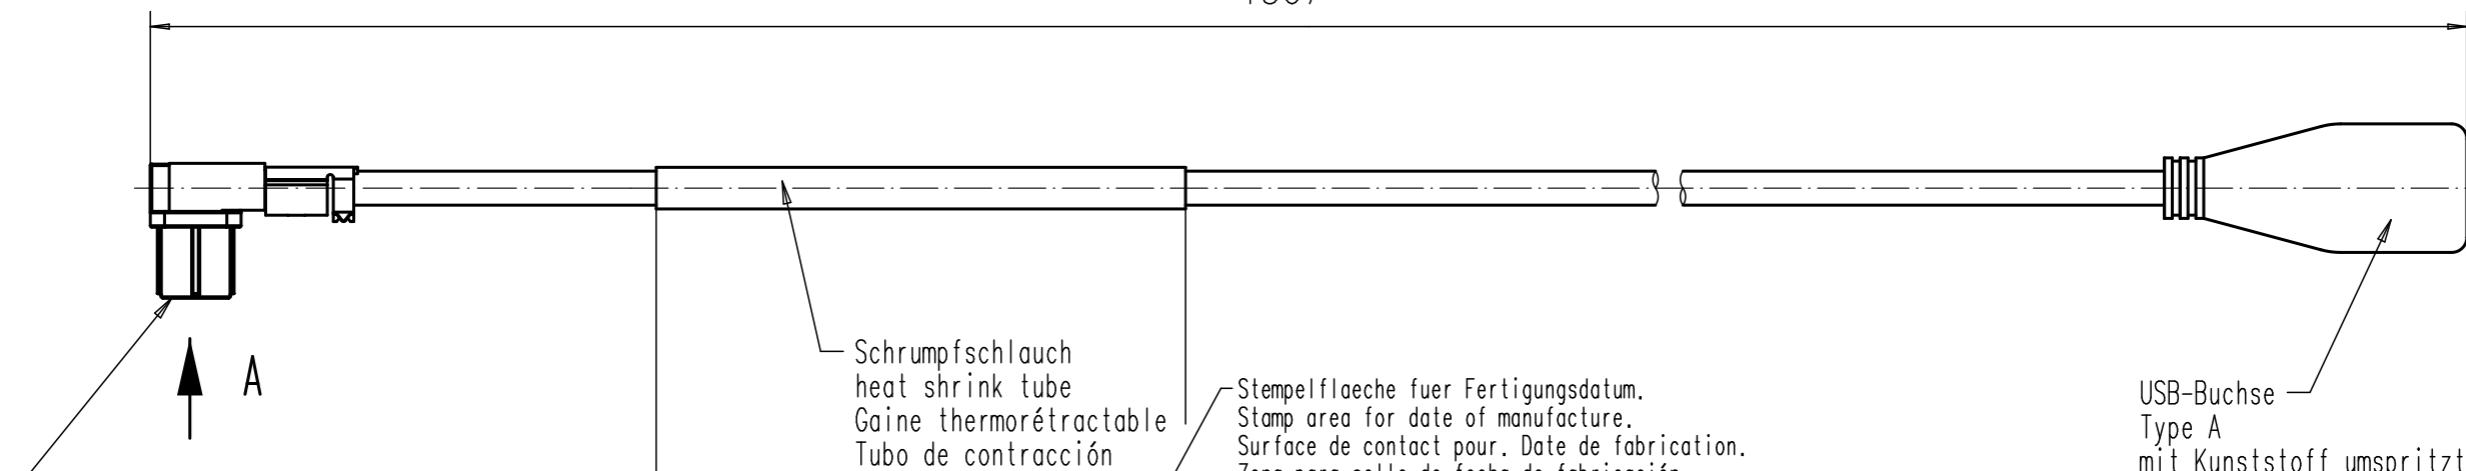 Schrumpfschlauch
heat shrink tube
Gaine thermorétractable
Tubo de contracción
A
Stempelflaeche fuer Fertigungsdatum.
Stamp area for date of manufacture.
Surface de contact pour. Date de fabrication.
USB-Buchse
Type A
mit Kunststoff umspritzt